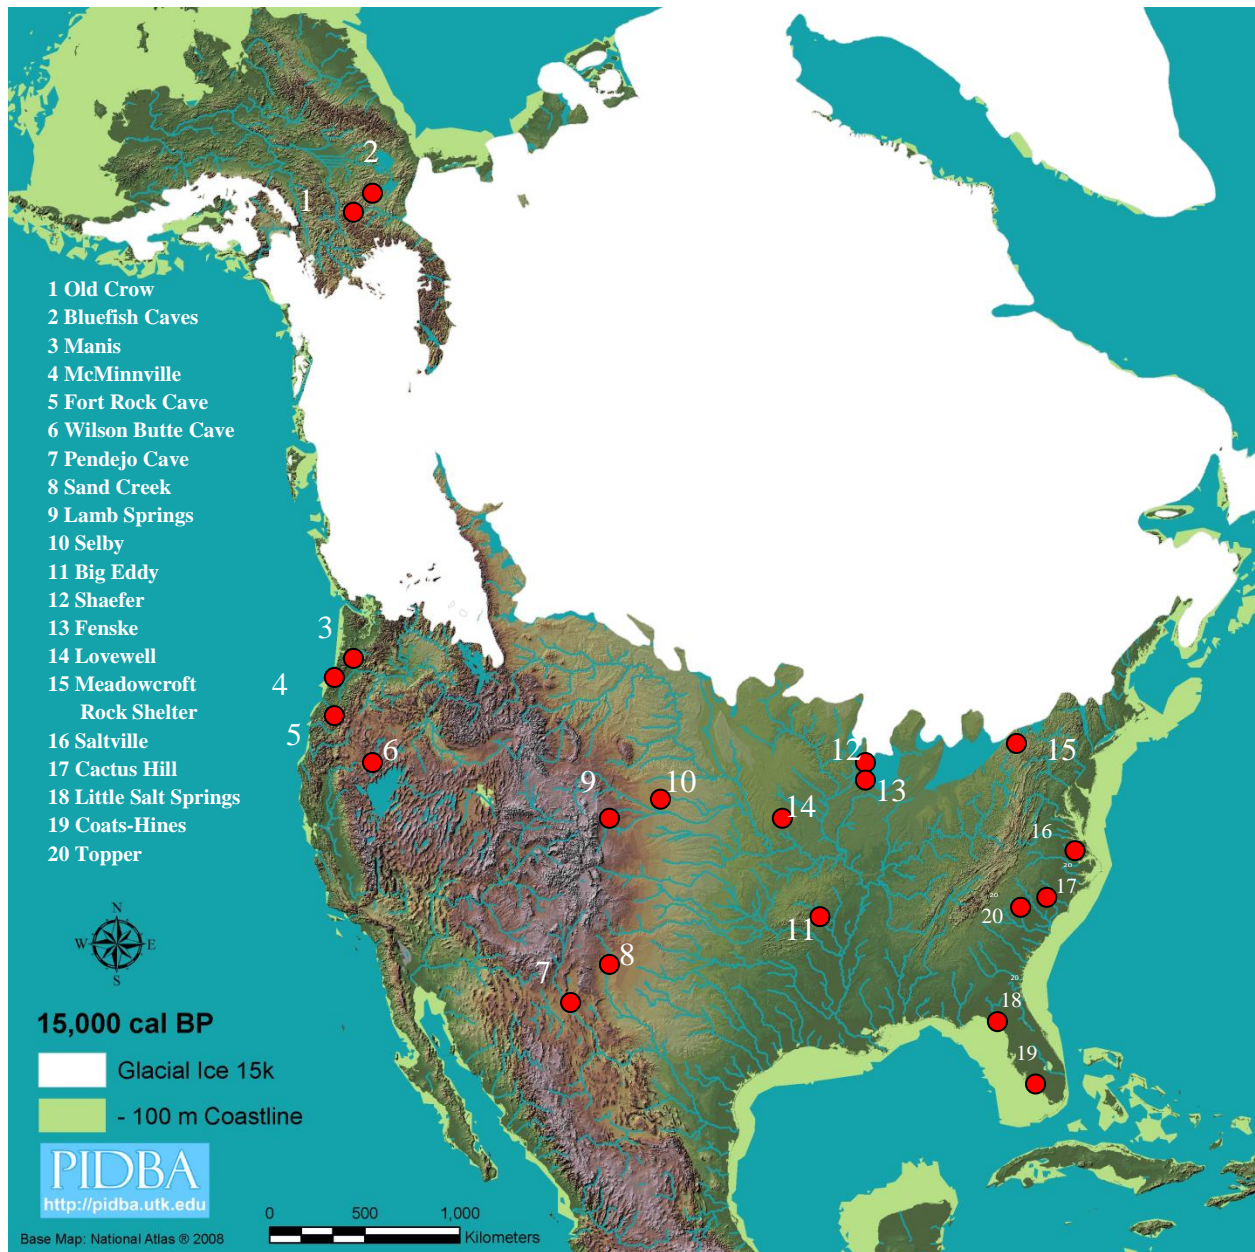 2
1
1 Old Crow
2 Bluefish Caves
3 Manis
4 McMinnville
5 Fort Rock Cave
6 Wilson Butte Cave
7 Pendejo Cave
8 Sand Creek
9 Lamb Springs
10 Selby
11 Big Eddy
12 Shaefer
13 Fenske
14 Lovewell
15 Meadowcroft
Rock Shelter
16 Saltville
17 Cactus Hill
18 Little Salt Springs
19 Coats-Hines
20 Topper
3
4
5
6
12
15
13
9
10
14
16
20
20
17
20
11
8
7
20
18
19
N
W
E
S
15,000 cal BP
Glacial Ice 15k
- 100 m Coastline
PIDBA
http://pidba.utk.edu
0 500 1,000
Kilometers
Base Map: National Atlas ® 2008